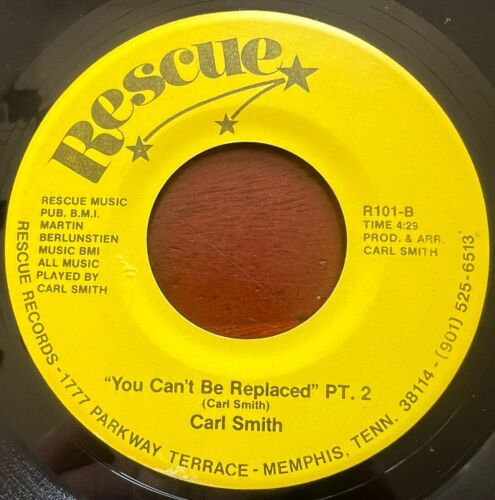 Rescue
RESCUE MUSIC
PUB. B.M.I.
MARTIN
BERLUNSTIEN
MUSIC BMI
ALL MUSIC
PLAYED BY
CARL SMITH
R101-B
TIME 4:29
PROD. & ARR.
CARL SMITH
"You Can't Be Replaced" PT. 2
(Carl Smith)
Carl Smith
RESCUE RECORDS - 1777 PARKWAY TERRACE - MEMPHIS, TENN. 38114 - (901) 525-6513